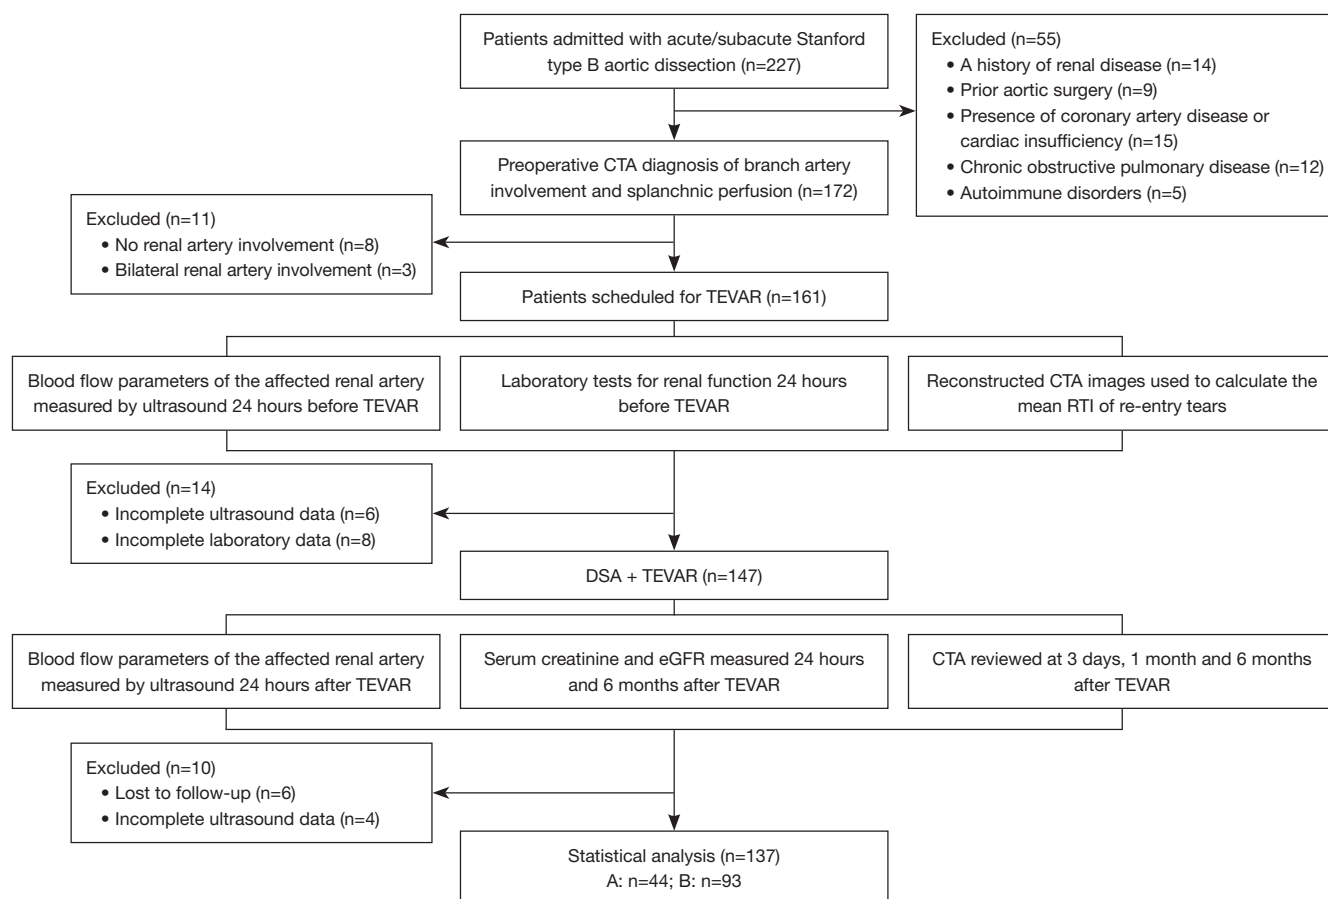 Patients admitted with acute/subacute Stanford
type B aortic dissection (n=227)
Excluded (n=55)
• A history of renal disease (n=14)
• Prior aortic surgery (n=9)
• Presence of coronary artery disease or
cardiac insufficiency (n=15)
• Chronic obstructive pulmonary disease (n=12)
• Autoimmune disorders (n=5)
Preoperative CTA diagnosis of branch artery
involvement and splanchnic perfusion (n=172)
Excluded (n=11)
• No renal artery involvement (n=8)
• Bilateral renal artery involvement (n=3)
Patients scheduled for TEVAR (n=161)
Blood flow parameters of the affected renal artery
measured by ultrasound 24 hours before TEVAR
Laboratory tests for renal function 24 hours
before TEVAR
Reconstructed CTA images used to calculate the
mean RTI of re-entry tears
Excluded (n=14)
• Incomplete ultrasound data (n=6)
• Incomplete laboratory data (n=8)
DSA + TEVAR (n=147)
Blood flow parameters of the affected renal artery
measured by ultrasound 24 hours after TEVAR
Serum creatinine and eGFR measured 24 hours
and 6 months after TEVAR
CTA reviewed at 3 days, 1 month and 6 months
after TEVAR
Excluded (n=10)
• Lost to follow-up (n=6)
• Incomplete ultrasound data (n=4)
Statistical analysis (n=137)
A: n=44; B: n=93